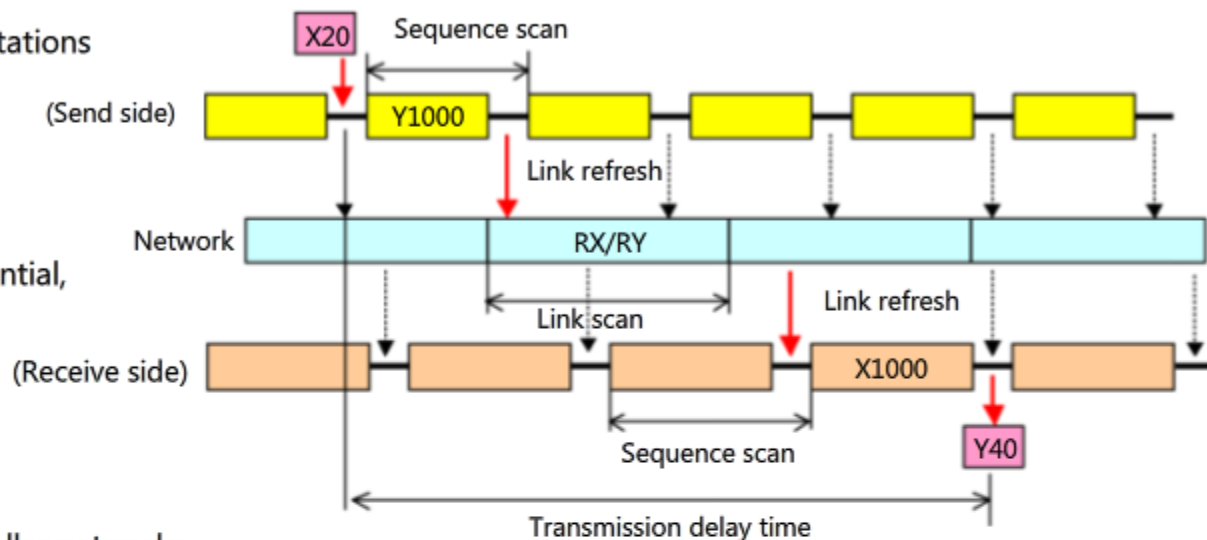 tations
X20
Sequence scan
(Send side)
Y1000
Link refresh
Network
RX/RY
ntial,
Link refresh
Link scan
(Receive side)
X1000
Sequence scan
Y40
Transmission delay time